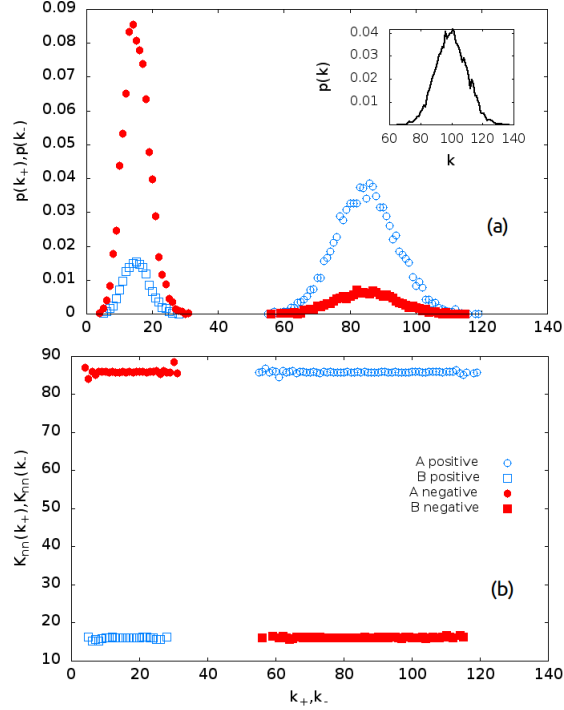 0.09
0.08
0.07
0.06
0.05
0.04
0.03
0.02
0.01
0
p(k+),p(k-)
0 20 40 60 80 100 120 140
0.04
0.03
0.02
0.01
p(k)
60 80 100 120 140
k
(a)
90
80
70
60
50
40
30
20
10
Knn(k+),Knn(k-)
A positive
B positive
A negative
B negative
(b)
0 20 40 60 80 100 120 140
k+,k-